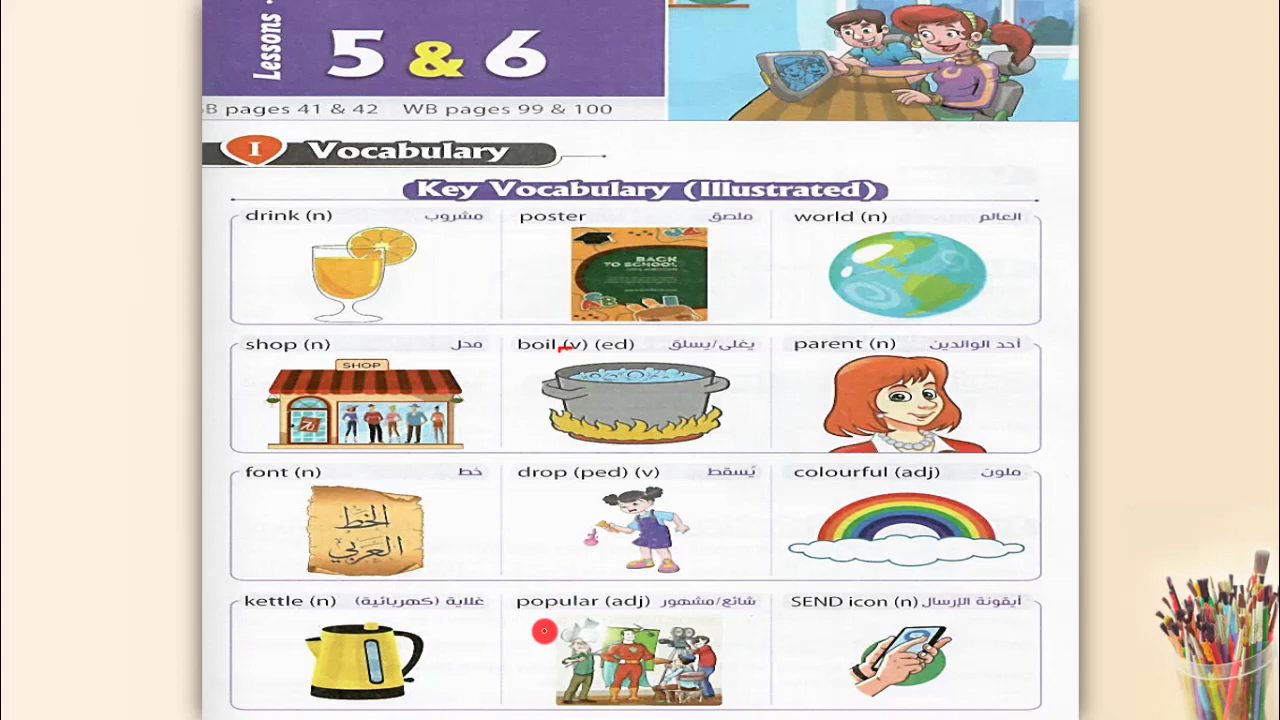 Lessons
5 & 6
B pages 41 & 42 WB pages 99 & 100
I Vocabulary
Key Vocabulary (Illustrated)
drink (n) مشروب poster ملصق world (n) العالم
BACK
TO SCHOOL
shop (n) محل boil (v) (ed) يغلى/يسلق parent (n) أحد الوالدين
SHOP
font (n) خط drop (ped) (v) يُسقط colourful (adj) ملون
الخط
العربي
kettle (n) غلاية (كهربائية) popular (adj) شائع/مشهور SEND icon (n) أيقونة الإرسال